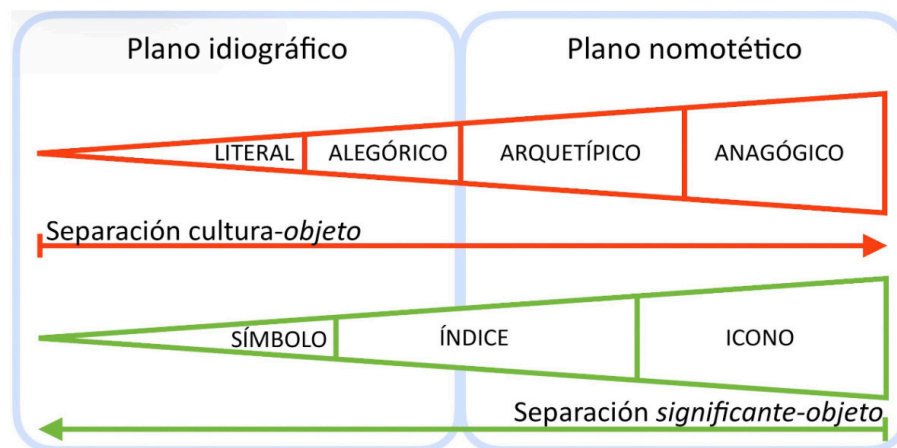 Plano idiográfico
Plano nomotético
LITERAL
ALEGÓRICO
ARQUETÍPICO
ANAGÓGICO
Separación cultura-objeto
SÍMBOLO
ÍNDICE
ICONO
Separación significante-objeto